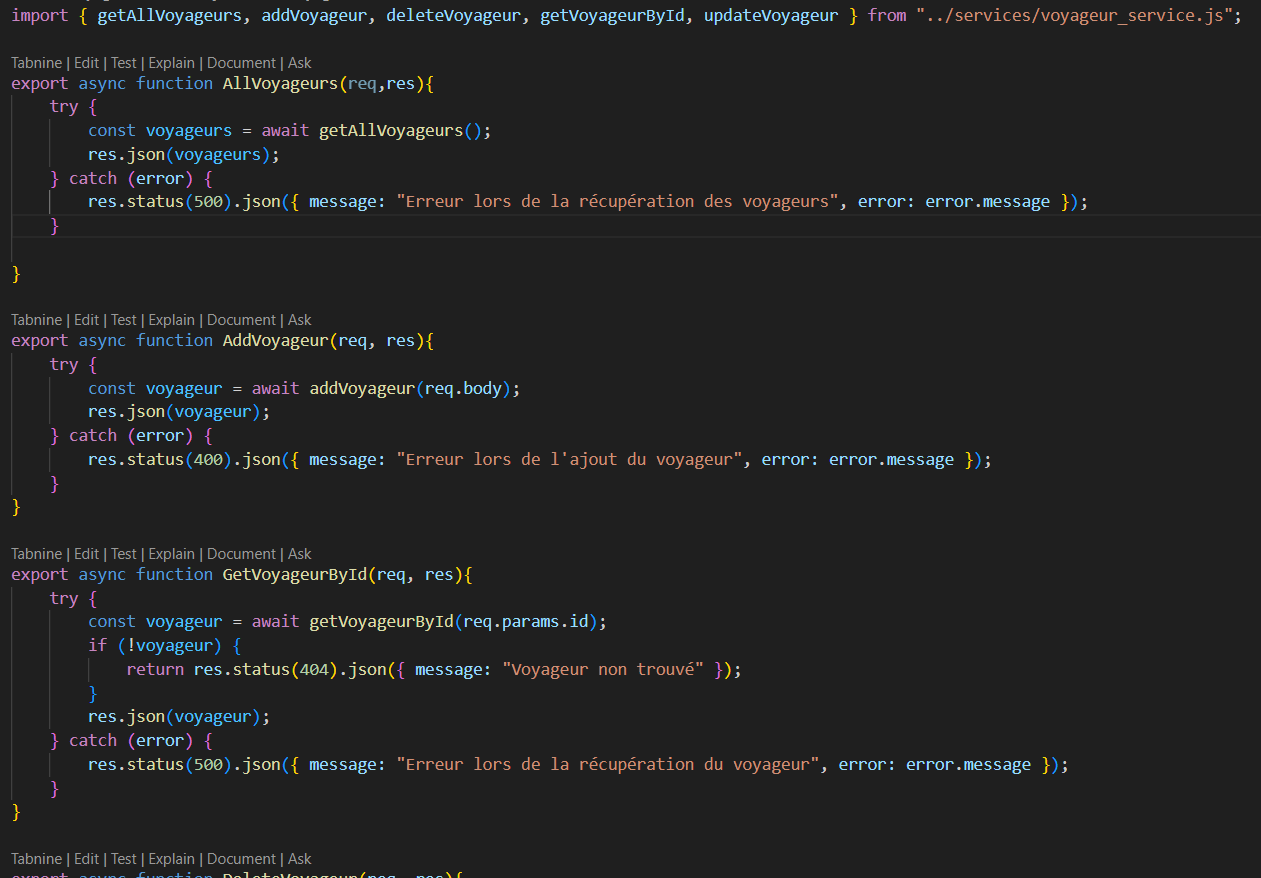 import { getAllVoyageurs, addVoyageur, deleteVoyageur, getVoyageurById, updateVoyageur } from "../services/voyageur_service.js";
Tabnine | Edit | Test | Explain | Document | Ask
export async function AllVoyageurs(req,res){
try {
const voyageurs = await getAllVoyageurs();
res.json(voyageurs);
} catch (error) {
res.status(500).json({ message: "Erreur lors de la récupération des voyageurs", error: error.message });
}
}
Tabnine | Edit | Test | Explain | Document | Ask
export async function AddVoyageur(req, res){
try {
const voyageur = await addVoyageur(req.body);
res.json(voyageur);
} catch (error) {
res.status(400).json({ message: "Erreur lors de l'ajout du voyageur", error: error.message });
}
}
Tabnine | Edit | Test | Explain | Document | Ask
export async function GetVoyageurById(req, res){
try {
const voyageur = await getVoyageurById(req.params.id);
if (!voyageur) {
return res.status(404).json({ message: "Voyageur non trouvé" });
}
res.json(voyageur);
} catch (error) {
res.status(500).json({ message: "Erreur lors de la récupération du voyageur", error: error.message });
}
}
Tabnine | Edit | Test | Explain | Document | Ask
export async function DeleteVoyageur(req, res){